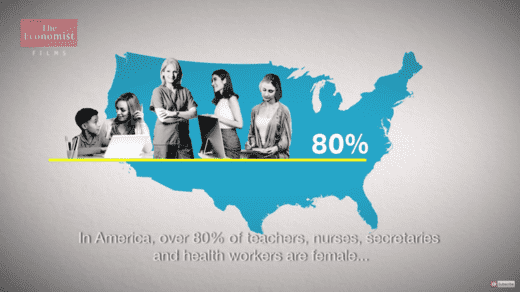 The
Economist
FILMS
80%
In America, over 80% of teachers, nurses, secretaries
and health workers are female...